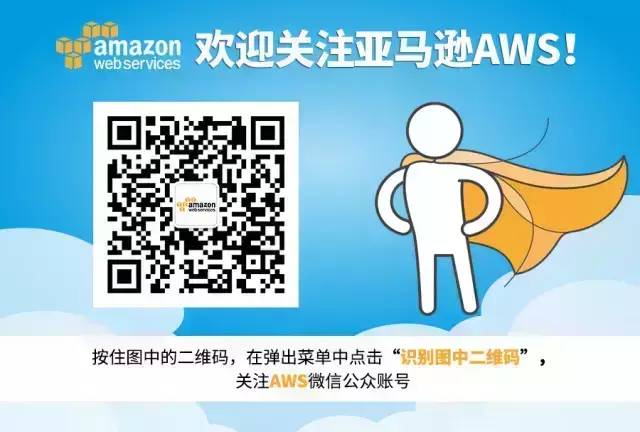 amazon
webservices
欢迎关注亚马逊AWS！
amazon
webservices
按住图中的二维码，在弹出菜单中点击“识别图中二维码”，
关注AWS微信公众账号